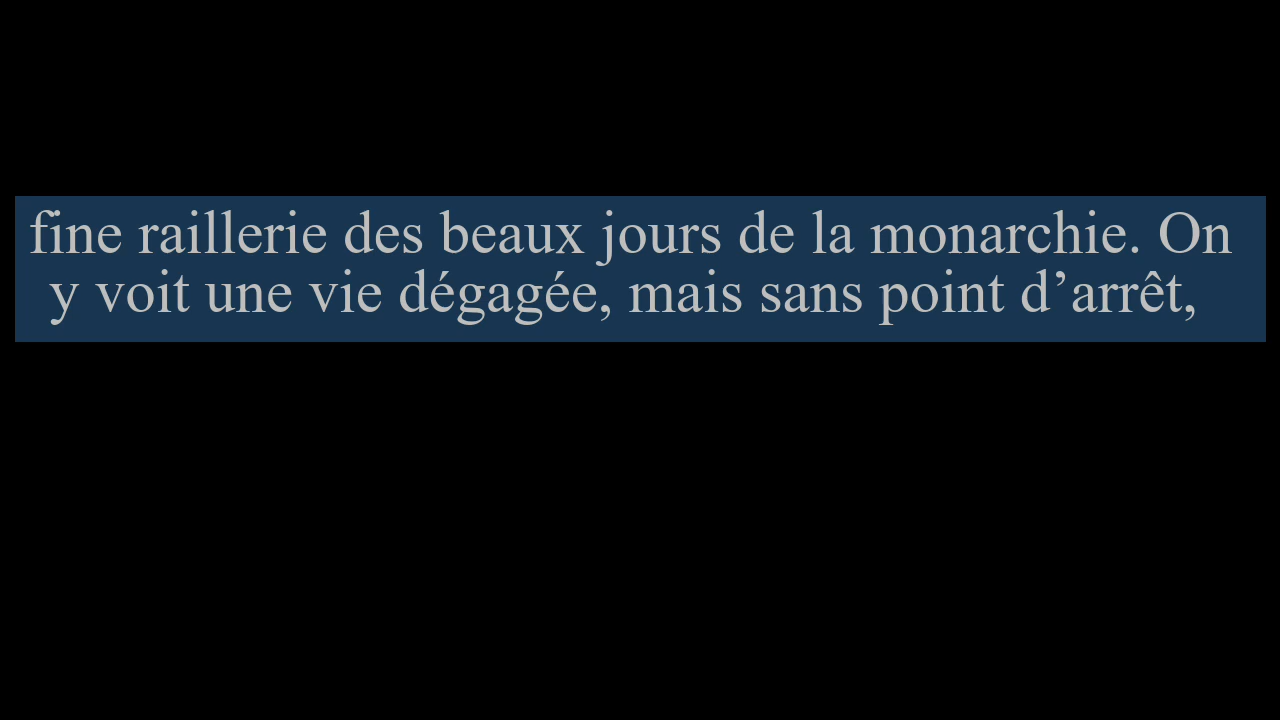 fine raillerie des beaux jours de la monarchie. On
y voit une vie dégagée, mais sans point d’arrêt,